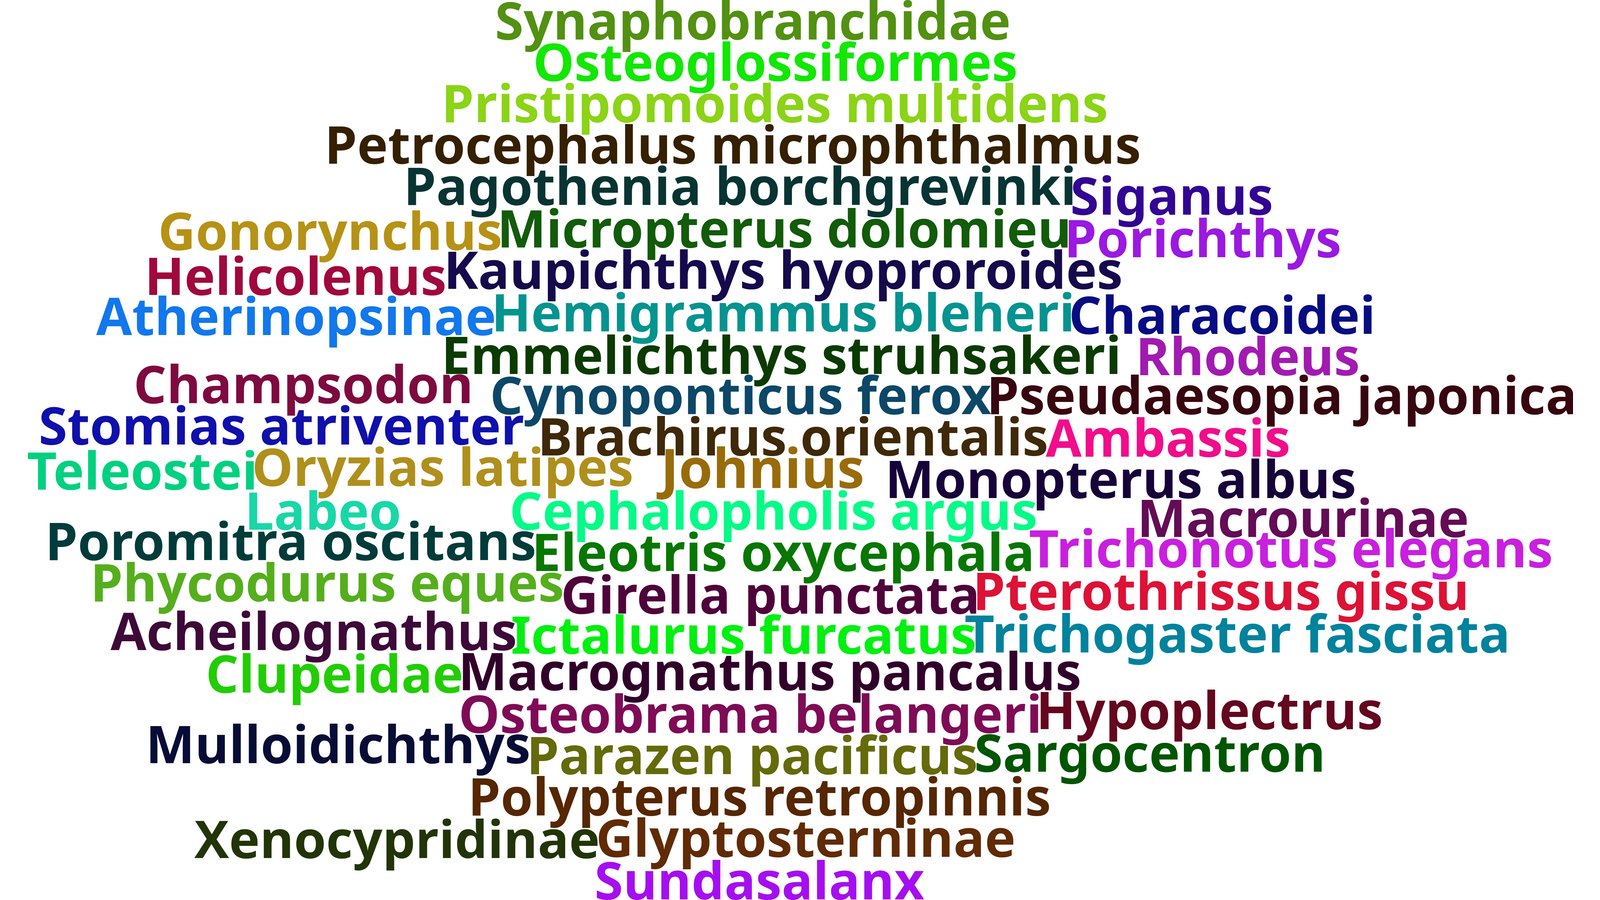 Synaphobranchidae
Osteoglossiformes
Pristipomoides multidens
Petrocephalus microphthalmus
Pagothenia borchgrevinki
Siganus
Gonorynchus
Micropterus dolomieu
Porichthys
Helicolenus
Kaupichthys hyoproroides
Atherinopsinae
Hemigrammus bleheri
Characoidei
Emmelichthys struhsakeri
Rhodeus
Champsodon
Cynoponticus ferox
Pseudaesopia japonica
Stomias atriventer
Brachirus orientalis
Ambassis
Teleostei
Oryzias latipes
Johnius
Monopterus albus
Labeo
Cephalopholis argus
Macrourinae
Poromitra oscitans
Eleotris oxycephala
Trichonotus elegans
Phycodurus eques
Girella punctata
Pterothrissus gissu
Acheilognathus
Ictalurus furcatus
Trichogaster fasciata
Clupeidae
Macrognathus pancalus
Osteobrama belangeri
Hypoplectrus
Mulloidichthys
Parazen pacificus
Sargocentron
Polypterus retropinnis
Xenocypridinae
Glyptosterninae
Sundasalanx